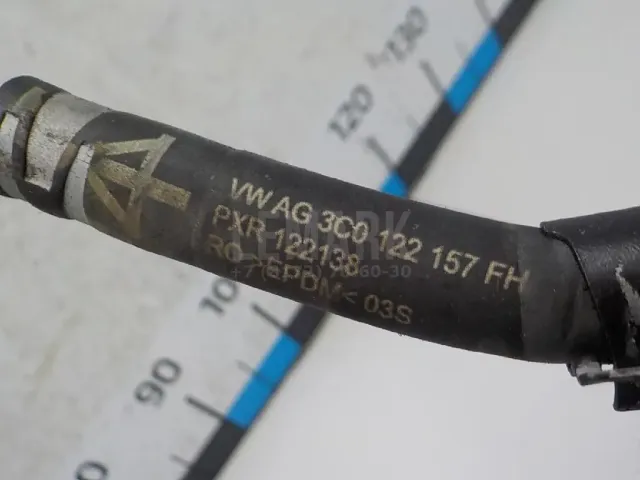 130
120
VW AG 3C0 122 157 FH
PXR 122138
RO >EPDM< 03S
100
90